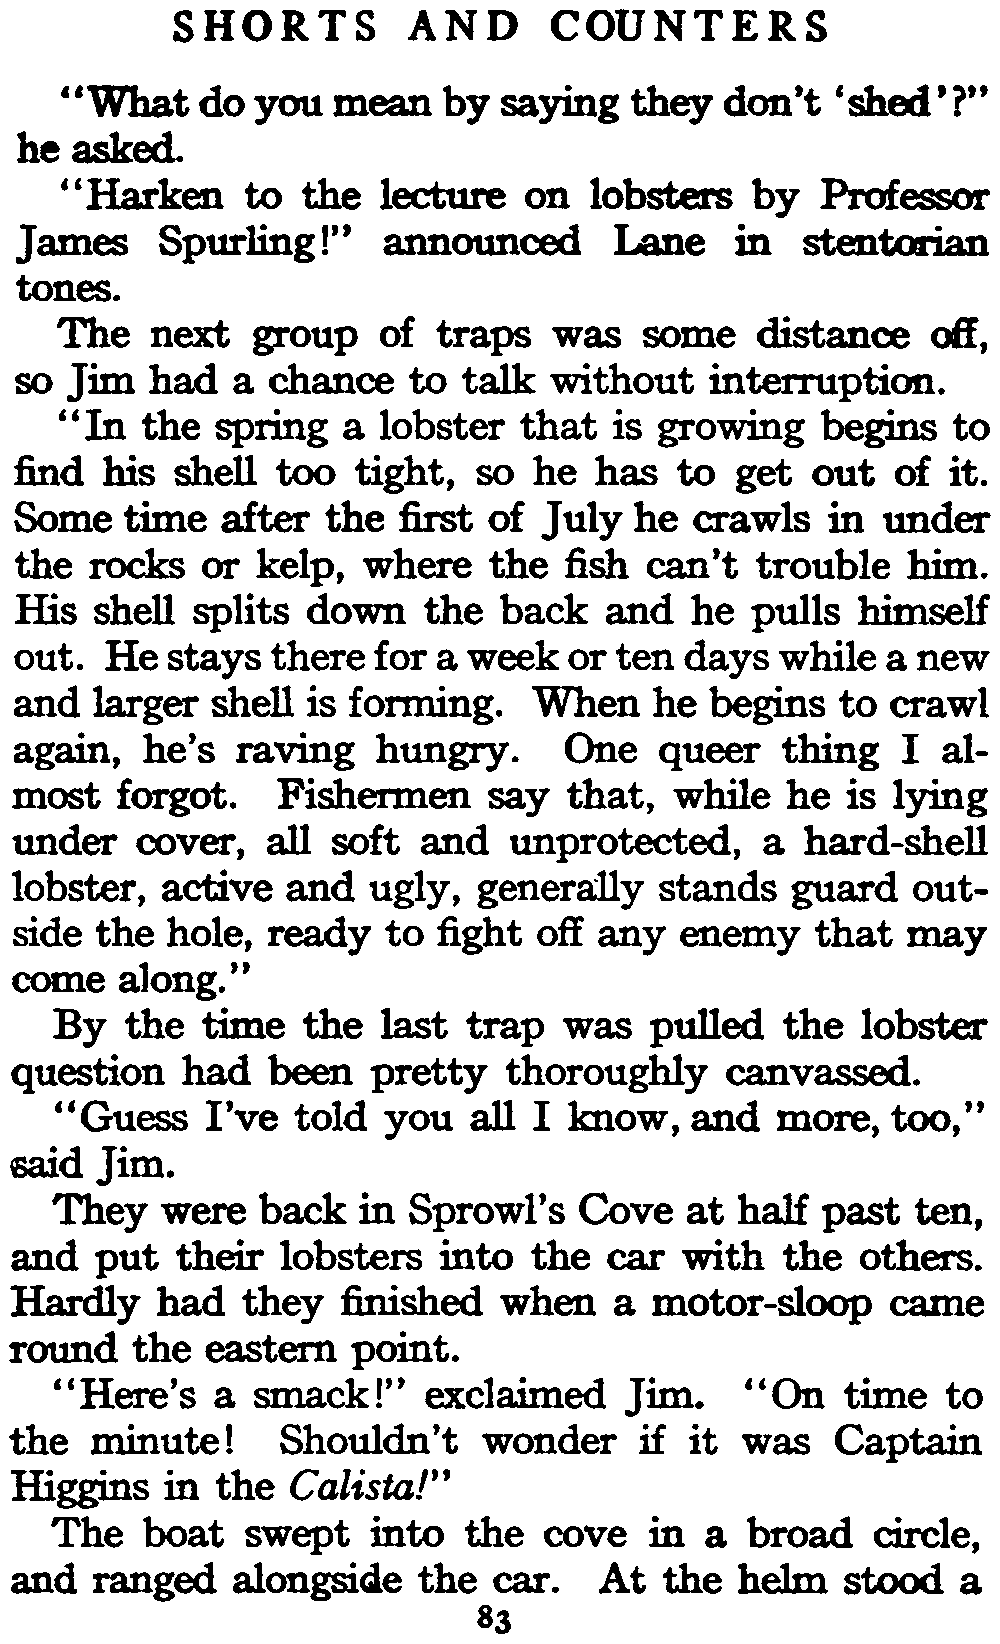 SHORTS AND COUNTERS
"What do you mean by saying they don't 'shed'?"
he asked.
"Harken to the lecture on lobsters by Professor
James Spurling!" announced Lane in stentorian
tones.
The next group of traps was some distance off,
so Jim had a chance to talk without interruption.
"In the spring a lobster that is growing begins to
find his shell too tight, so he has to get out of it.
Some time after the first of July he crawls in under
the rocks or kelp, where the fish can't trouble him.
His shell splits down the back and he pulls himself
out. He stays there for a week or ten days while a new
and larger shell is forming. When he begins to crawl
again, he's raving hungry. One queer thing I al-
most forgot. Fishermen say that, while he is lying
under cover, all soft and unprotected, a hard-shell
lobster, active and ugly, generally stands guard out-
side the hole, ready to fight off any enemy that may
come along."
By the time the last trap was pulled the lobster
question had been pretty thoroughly canvassed.
"Guess I've told you all I know, and more, too,"
said Jim.
They were back in Sprowl's Cove at half past ten,
and put their lobsters into the car with the others.
Hardly had they finished when a motor-sloop came
round the eastern point.
"Here's a smack!" exclaimed Jim. "On time to
the minute! Shouldn't wonder if it was Captain
Higgins in the Calista!"
The boat swept into the cove in a broad circle,
and ranged alongside the car. At the helm stood a
83